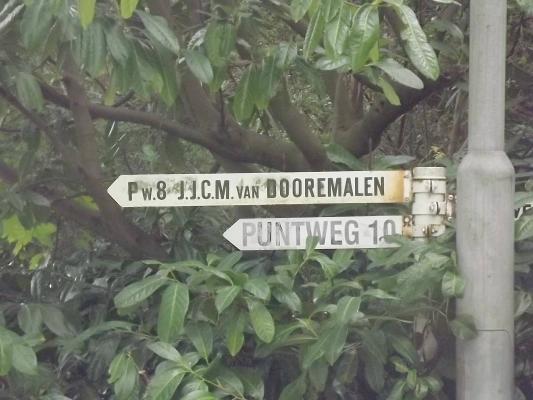 Pw.8 J.J.C.M. VAN DOOREMALEN
PUNTWEG 10